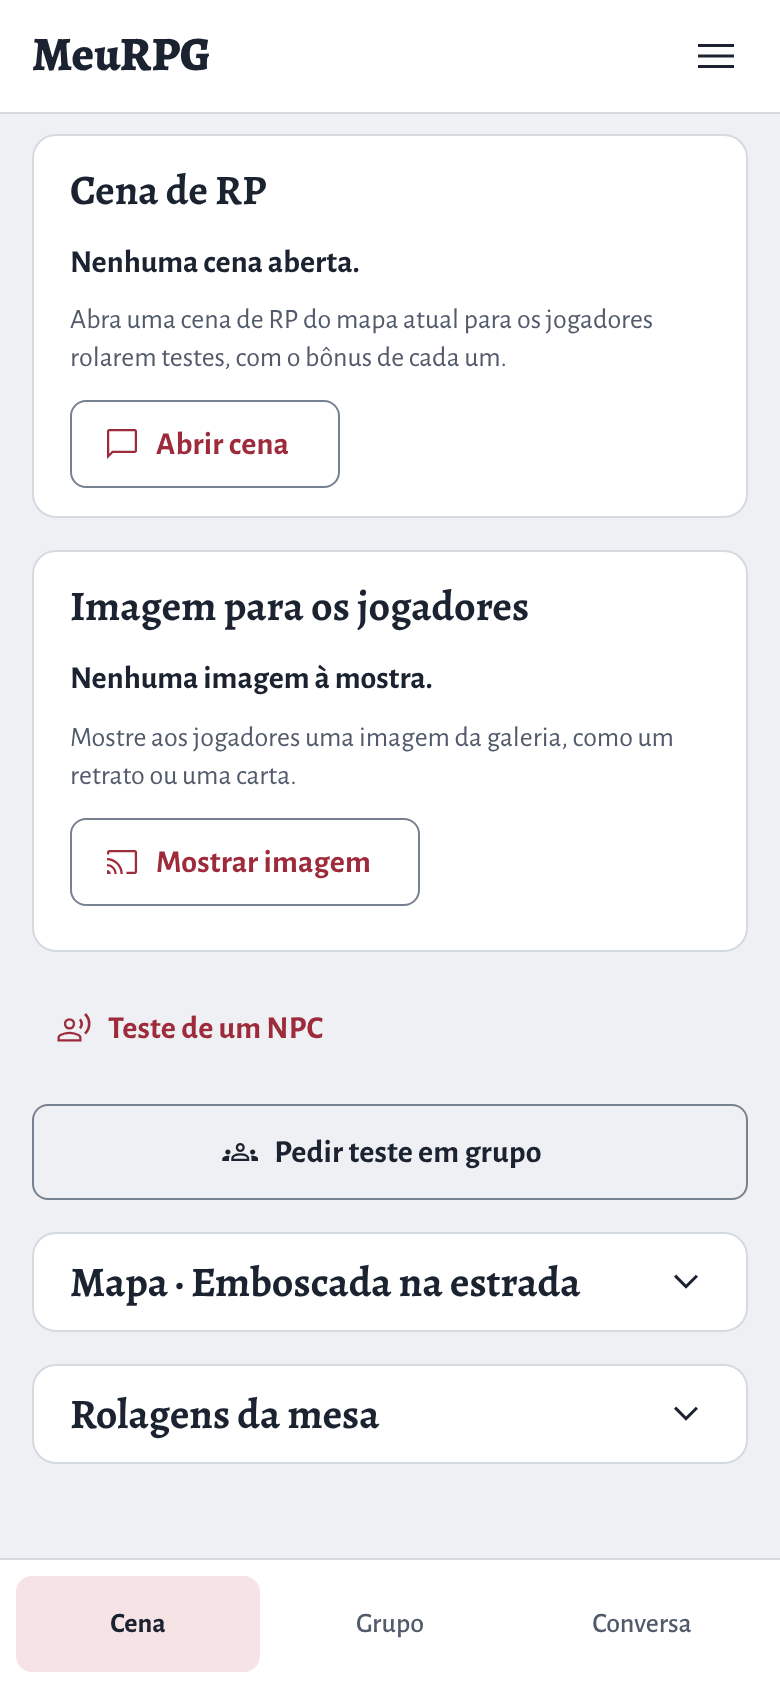 MeuRPG
Cena de RP
Nenhuma cena aberta.
Abra uma cena de RP do mapa atual para os jogadores
rolarem testes, com o bônus de cada um.
Abrir cena
Imagem para os jogadores
Nenhuma imagem à mostra.
Mostre aos jogadores uma imagem da galeria, como um
retrato ou uma carta.
Mostrar imagem
Teste de um NPC
Pedir teste em grupo
Mapa · Emboscada na estrada
Rolagens da mesa
Cena
Grupo
Conversa